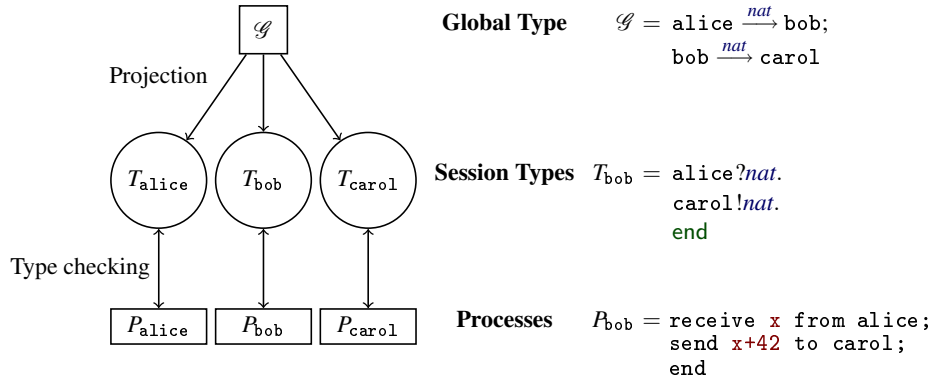 𝒢
Global Type 𝒢 = alice —nat→ bob;
bob —nat→ carol
Projection
T_alice T_bob T_carol
Session Types T_bob = alice?nat.
carol!nat.
end
Type checking
P_alice P_bob P_carol
Processes P_bob = receive x from alice;
send x+42 to carol;
end